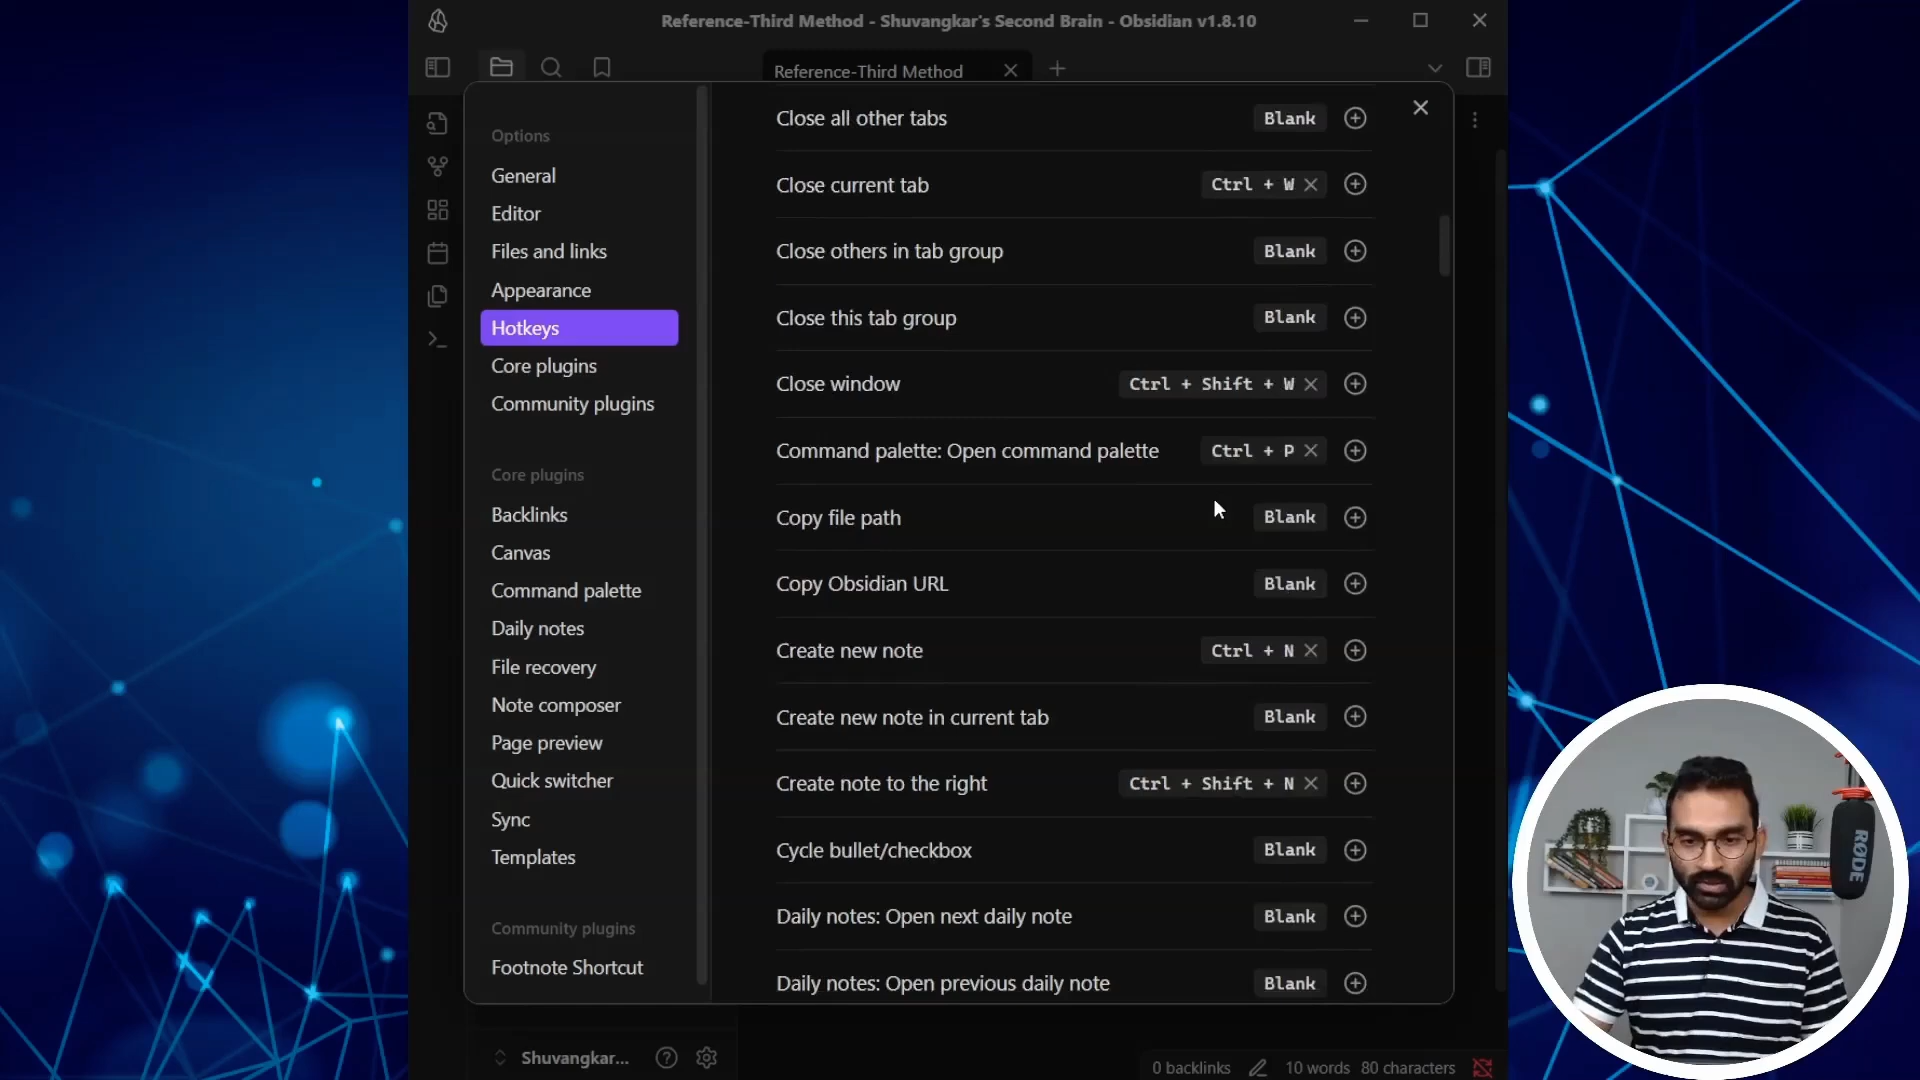 Reference-Third Method - Shuvangkar's Second Brain - Obsidian v1.8.10
Reference-Third Method
Options
General
Editor
Files and links
Appearance
Hotkeys
Core plugins
Community plugins
Core plugins
Backlinks
Canvas
Command palette
Daily notes
File recovery
Note composer
Page preview
Quick switcher
Sync
Templates
Community plugins
Footnote Shortcut
Close all other tabs Blank
Close current tab Ctrl + W
Close others in tab group Blank
Close this tab group Blank
Close window Ctrl + Shift + W
Command palette: Open command palette Ctrl + P
Copy file path Blank
Copy Obsidian URL Blank
Create new note Ctrl + N
Create new note in current tab Blank
Create note to the right Ctrl + Shift + N
Cycle bullet/checkbox Blank
Daily notes: Open next daily note Blank
Daily notes: Open previous daily note Blank
Shuvangkar...
0 backlinks 10 words 80 characters
RØDE